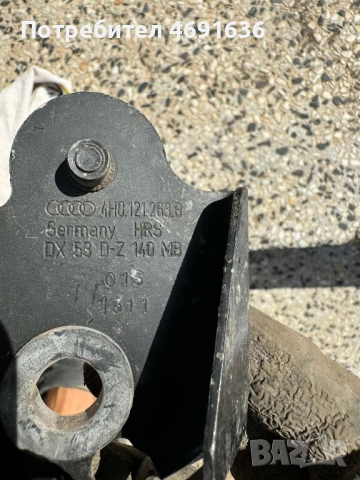 Потребител 4691636
4H0.121.263.B
Germany HRS
DX 53 D-Z 140 MB
013
1311
BAZAR